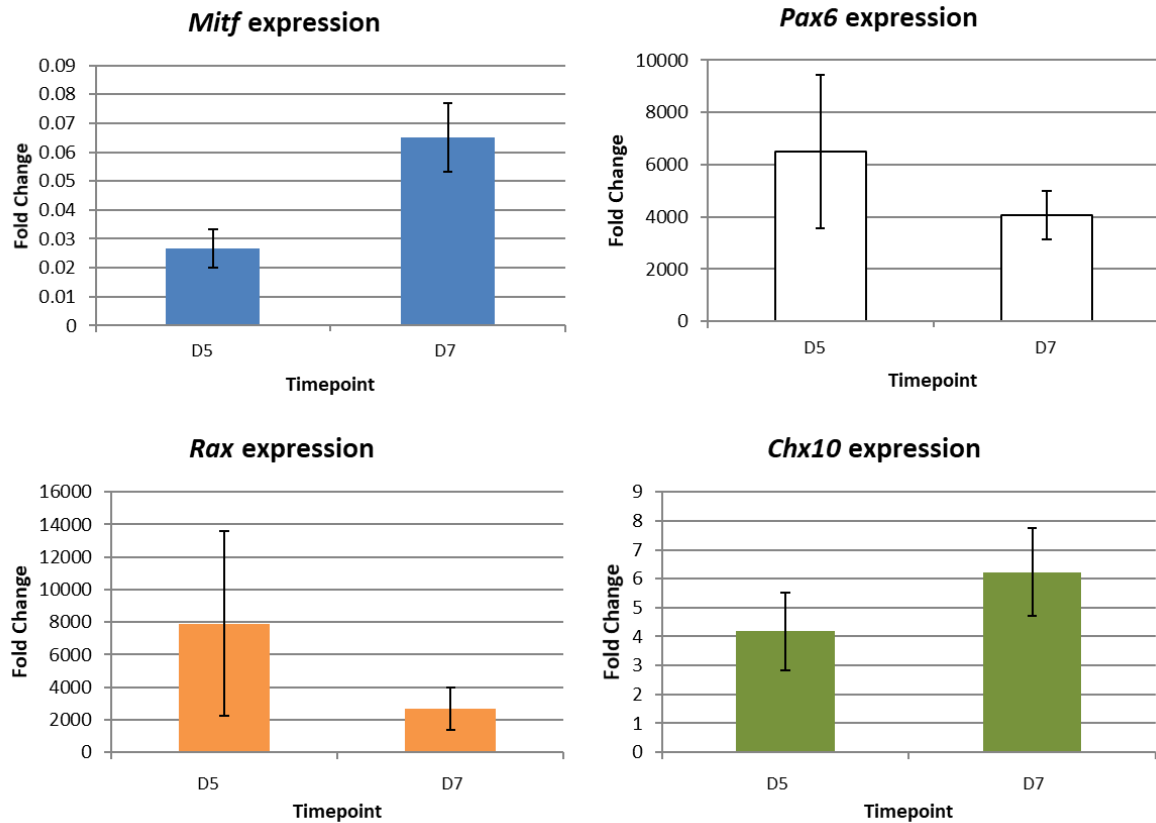 Mitf expression
0.09
0.08
0.07
0.06
0.05
0.04
0.03
0.02
0.01
0
Fold Change
D5 D7
Timepoint
Pax6 expression
10000
8000
6000
4000
2000
0
Fold Change
D5 D7
Timepoint
Rax expression
16000
14000
12000
10000
8000
6000
4000
2000
0
Fold Change
D5 D7
Timepoint
Chx10 expression
9
8
7
6
5
4
3
2
1
0
Fold Change
D5 D7
Timepoint